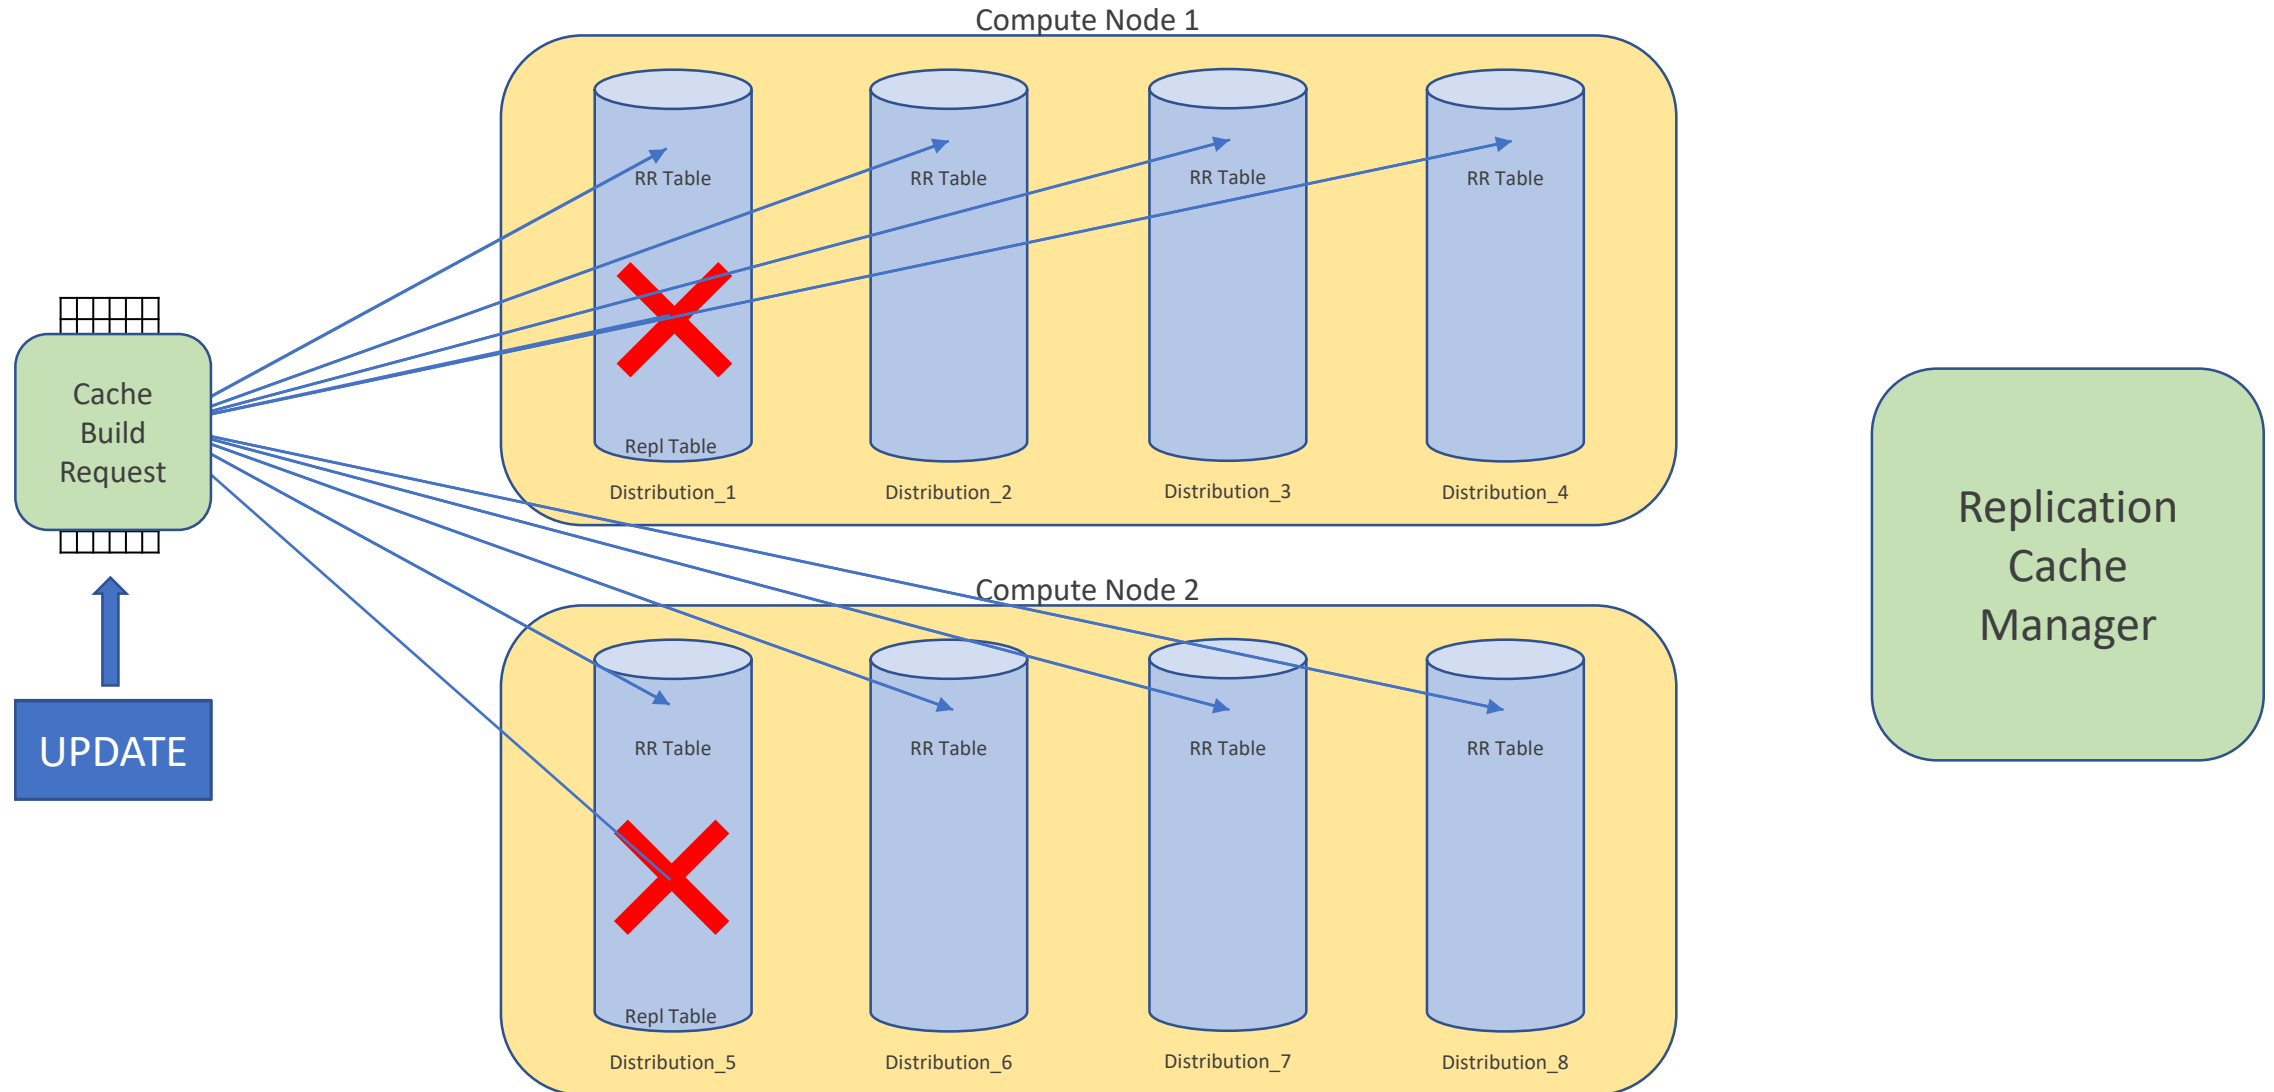 Compute Node 1
RR Table
RR Table
RR Table
RR Table
Repl Table
Distribution_1
Distribution_2
Distribution_3
Distribution_4
Cache
Build
Request
UPDATE
Compute Node 2
RR Table
RR Table
RR Table
RR Table
Repl Table
Distribution_5
Distribution_6
Distribution_7
Distribution_8
Replication
Cache
Manager